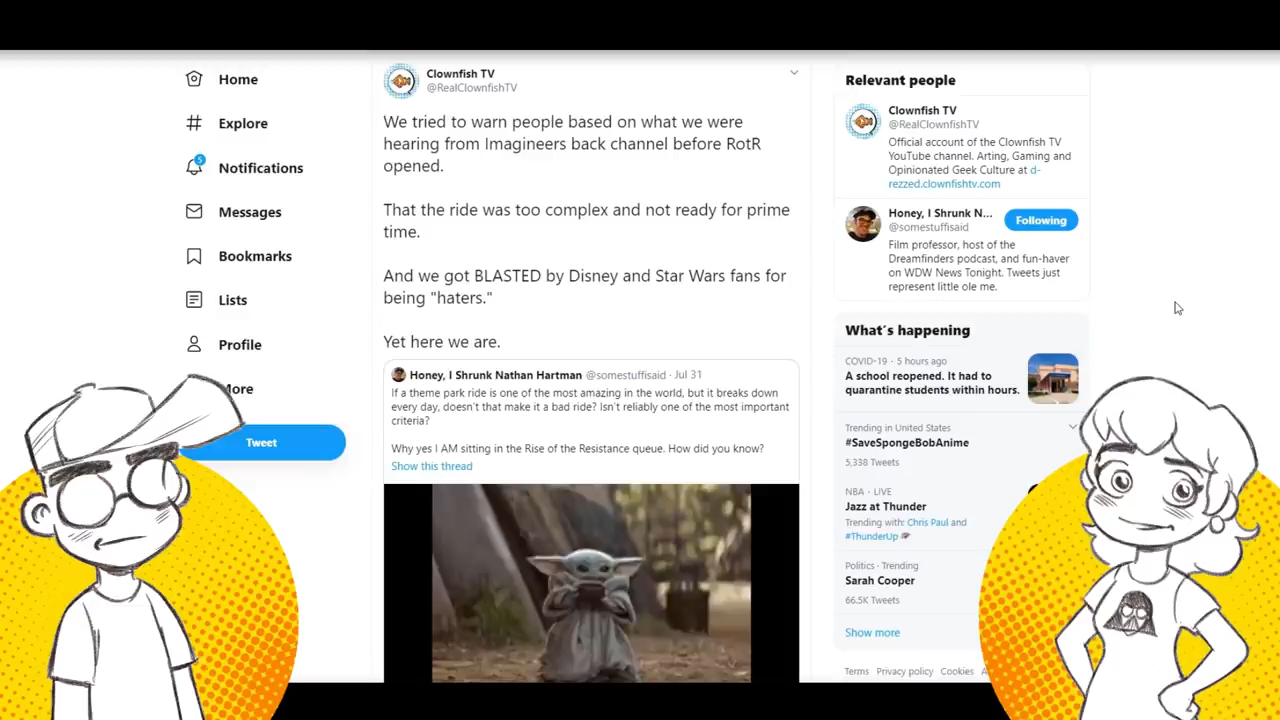 Home
Explore
5
Notifications
Messages
Bookmarks
Lists
Profile
More
Tweet
Clownfish TV
@RealClownfishTV
We tried to warn people based on what we were
hearing from Imagineers back channel before RotR
opened.
That the ride was too complex and not ready for prime
time.
And we got BLASTED by Disney and Star Wars fans for
being "haters."
Yet here we are.
Honey, I Shrunk Nathan Hartman @somestuffisaid · Jul 31
If a theme park ride is one of the most amazing in the world, but it breaks down
every day, doesn't that make it a bad ride? Isn't reliably one of the most important
criteria?
Why yes I AM sitting in the Rise of the Resistance queue. How did you know?
Show this thread
Relevant people
Clownfish TV
@RealClownfishTV
Official account of the Clownfish TV
YouTube channel. Arting, Gaming and
Opinionated Geek Culture at d-
rezzed.clownfishtv.com
Honey, I Shrunk N...
Following
@somestuffisaid
Film professor, host of the
Dreamfinders podcast, and fun-haver
on WDW News Tonight. Tweets just
represent little ole me.
What's happening
COVID-19 · 5 hours ago
A school reopened. It had to
quarantine students within hours.
Trending in United States
#SaveSpongeBobAnime
5,338 Tweets
NBA · LIVE
Jazz at Thunder
Trending with: Chris Paul and
#ThunderUp
Politics · Trending
Sarah Cooper
66.5K Tweets
Show more
Terms Privacy policy Cookies